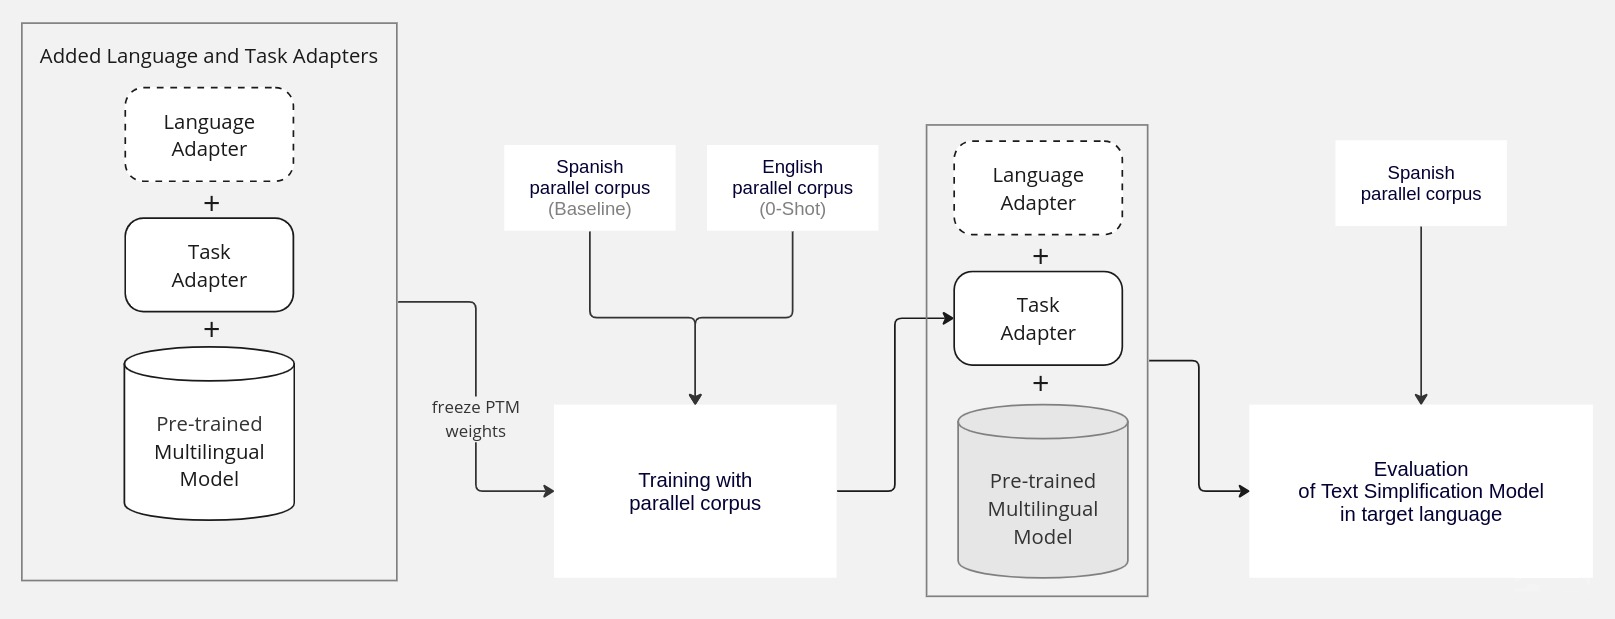 Added Language and Task Adapters
Language
Adapter
+
Task
Adapter
+
Pre-trained
Multilingual
Model
freeze PTM
weights
Spanish
parallel corpus
(Baseline)
English
parallel corpus
(0-Shot)
Training with
parallel corpus
Language
Adapter
+
Task
Adapter
+
Pre-trained
Multilingual
Model
Spanish
parallel corpus
Evaluation
of Text Simplification Model
in target language